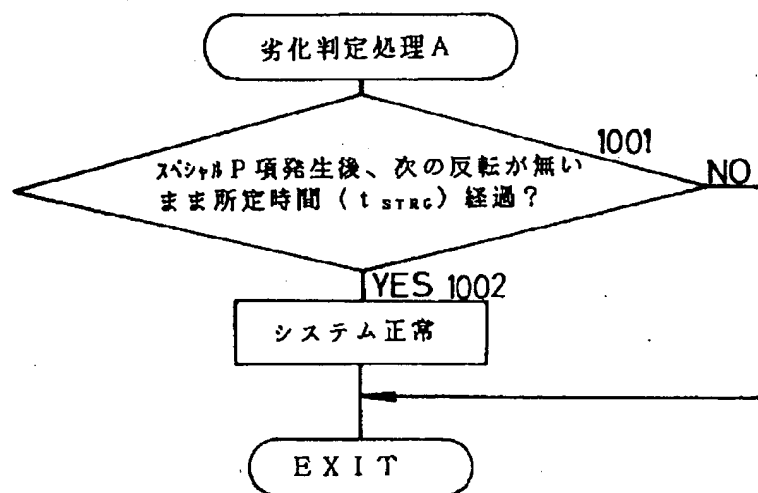 劣化判定処理A
1001
スペシャルP項発生後、次の反転が無い
まま所定時間(tSTRG)経過?
NO
YES 1002
システム正常
EXIT